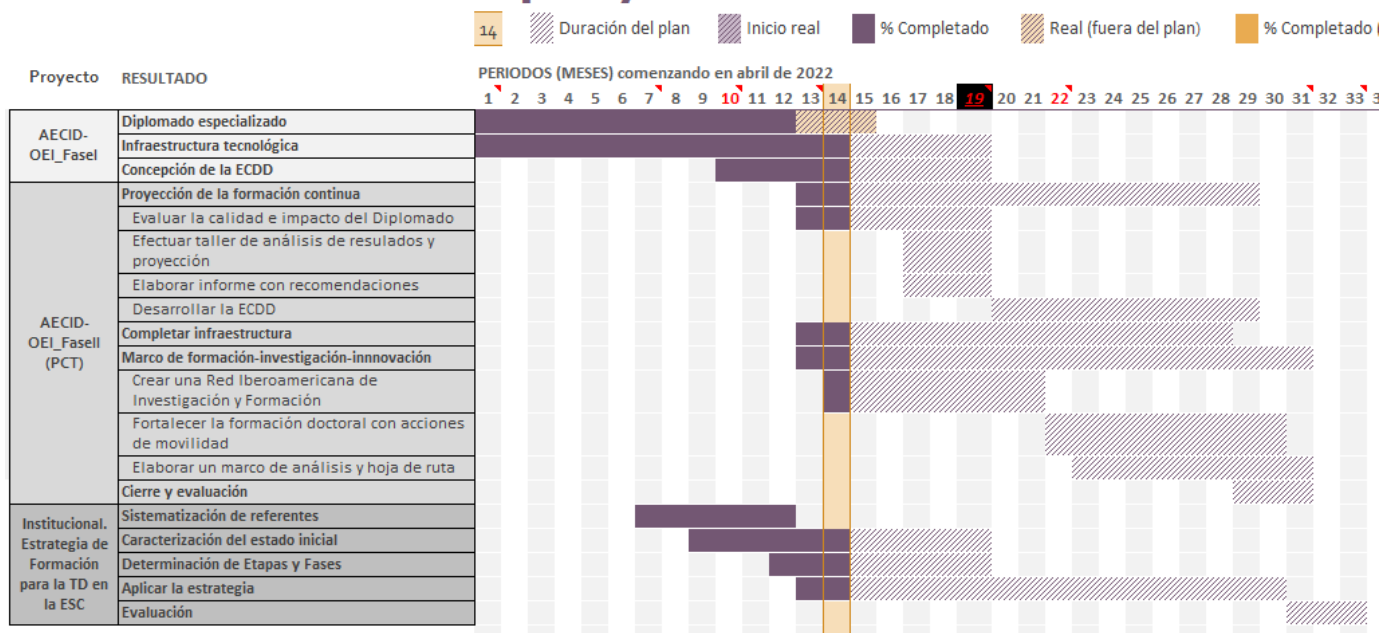 14 Duración del plan Inicio real % Completado Real (fuera del plan) % Completado (
Proyecto RESULTADO PERIODOS (MESES) comenzando en abril de 2022
1 2 3 4 5 6 7 8 9 10 11 12 13 14 15 16 17 18 19 20 21 22 23 24 25 26 27 28 29 30 31 32 33 3
AECID-
OEI_FaseI
Diplomado especializado
Infraestructura tecnológica
Concepción de la ECDD
AECID-
OEI_FaseII
(PCT)
Proyección de la formación continua
Evaluar la calidad e impacto del Diplomado
Efectuar taller de análisis de resulados y
proyección
Elaborar informe con recomendaciones
Desarrollar la ECDD
Completar infraestructura
Marco de formación-investigación-innnovación
Crear una Red Iberoamericana de
Investigación y Formación
Fortalecer la formación doctoral con acciones
de movilidad
Elaborar un marco de análisis y hoja de ruta
Cierre y evaluación
Institucional.
Estrategia de
Formación
para la TD en
la ESC
Sistematización de referentes
Caracterización del estado inicial
Determinación de Etapas y Fases
Aplicar la estrategia
Evaluación